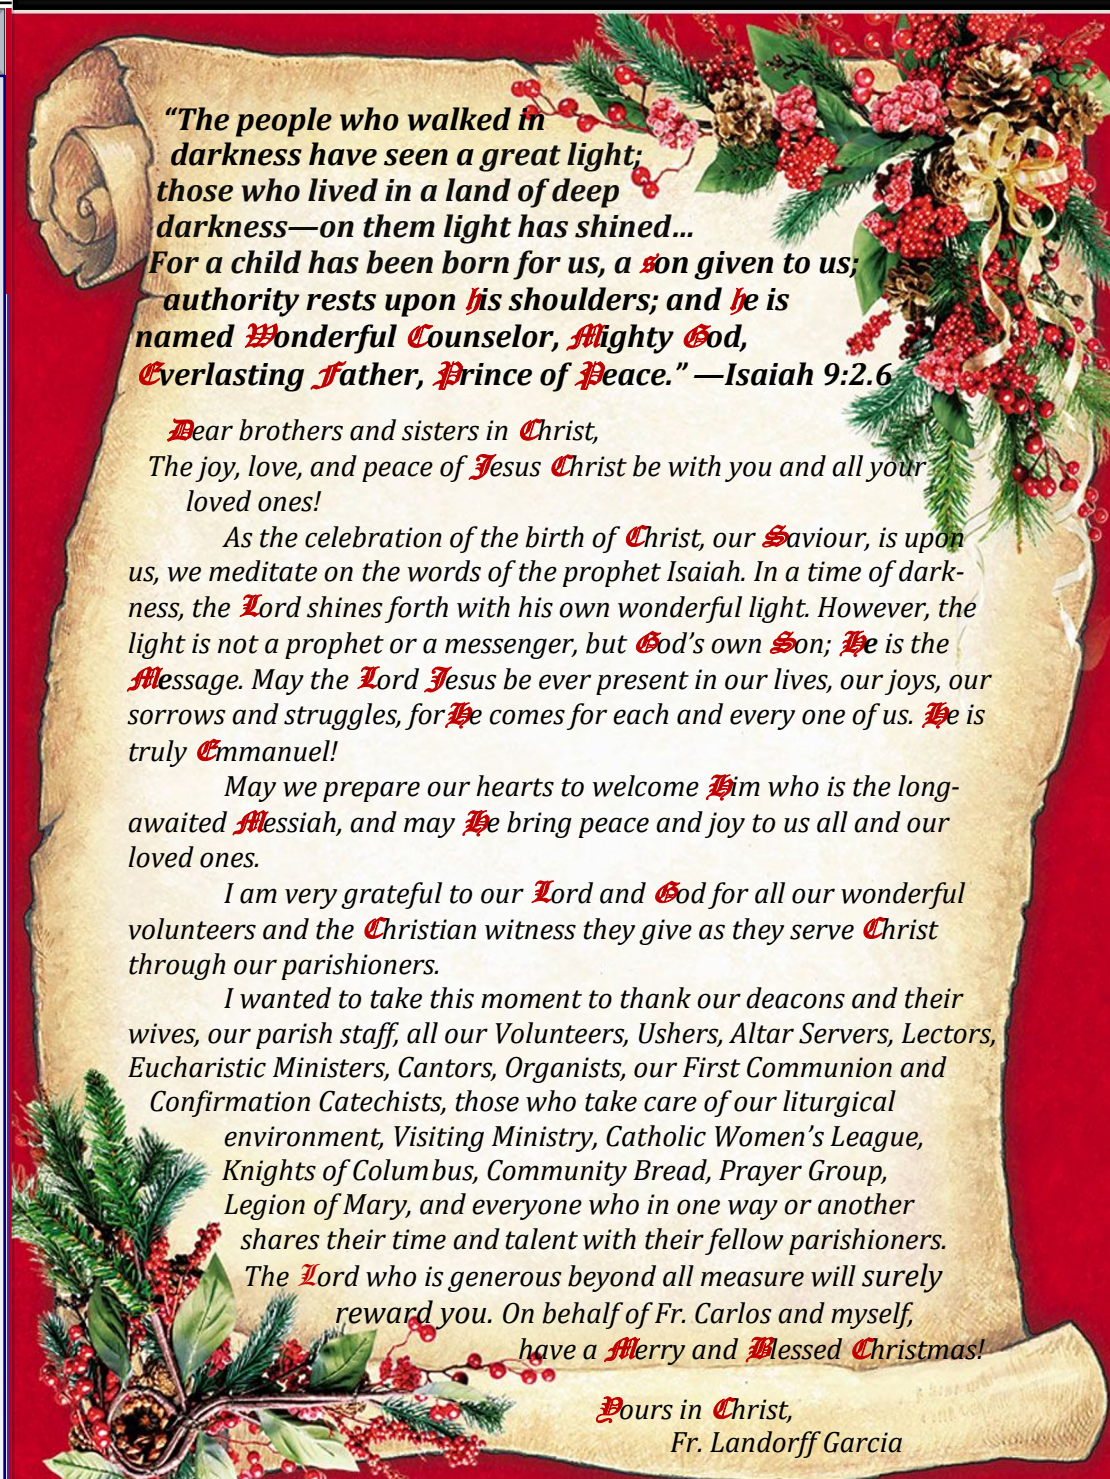 “The people who walked in
darkness have seen a great light;
those who lived in a land of deep
darkness—on them light has shined…
For a child has been born for us, a son given to us;
authority rests upon his shoulders; and he is
named Wonderful Counselor, Mighty God,
Everlasting Father, Prince of Peace.” —Isaiah 9:2.6
Dear brothers and sisters in Christ,
The joy, love, and peace of Jesus Christ be with you and all your
loved ones!
As the celebration of the birth of Christ, our Saviour, is upon
us, we meditate on the words of the prophet Isaiah. In a time of dark-
ness, the Lord shines forth with his own wonderful light. However, the
light is not a prophet or a messenger, but God’s own Son; He is the
Message. May the Lord Jesus be ever present in our lives, our joys, our
sorrows and struggles, for He comes for each and every one of us. He is
truly Emmanuel!
May we prepare our hearts to welcome Him who is the long-
awaited Messiah, and may He bring peace and joy to us all and our
loved ones.
I am very grateful to our Lord and God for all our wonderful
volunteers and the Christian witness they give as they serve Christ
through our parishioners.
I wanted to take this moment to thank our deacons and their
wives, our parish staff, all our Volunteers, Ushers, Altar Servers, Lectors,
Eucharistic Ministers, Cantors, Organists, our First Communion and
Confirmation Catechists, those who take care of our liturgical
environment, Visiting Ministry, Catholic Women’s League,
Knights of Columbus, Community Bread, Prayer Group,
Legion of Mary, and everyone who in one way or another
shares their time and talent with their fellow parishioners.
The Lord who is generous beyond all measure will surely
reward you. On behalf of Fr. Carlos and myself,
have a Merry and Blessed Christmas!
Yours in Christ,
Fr. Landorff Garcia